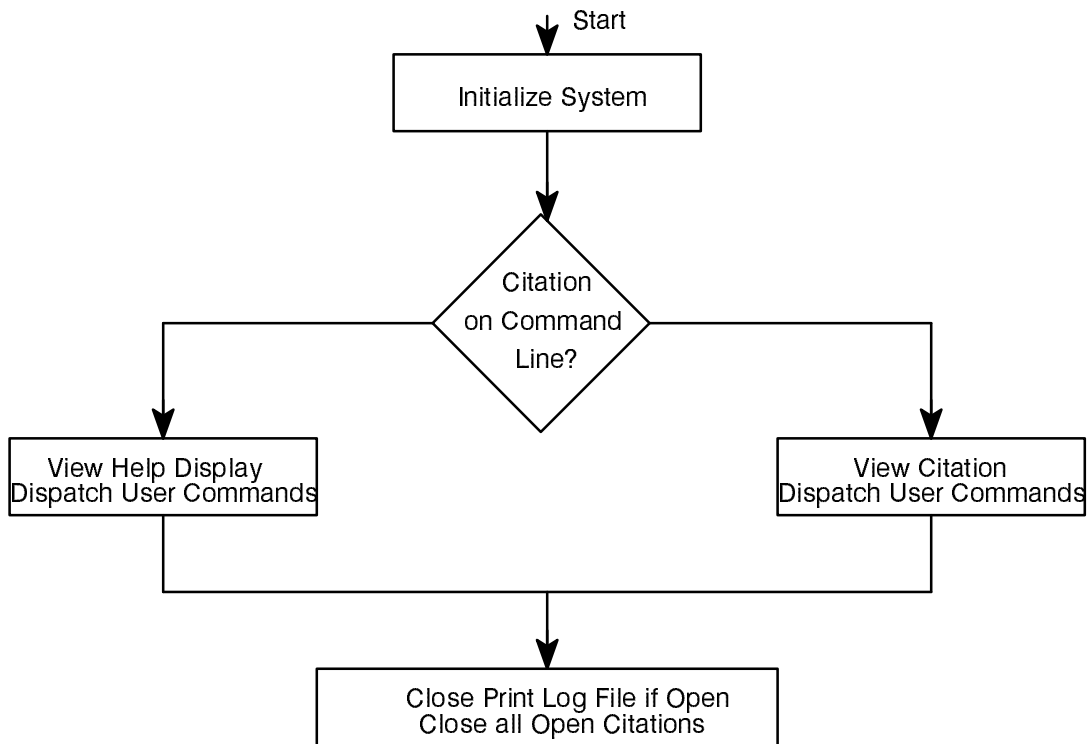 Start
Initialize System
Citation
on Command
Line?
View Help Display
Dispatch User Commands
View Citation
Dispatch User Commands
Close Print Log File if Open
Close all Open Citations